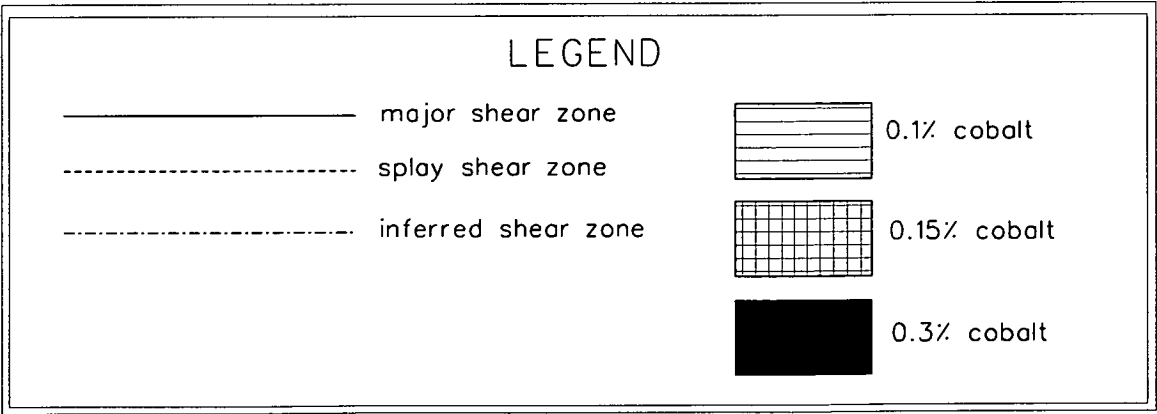 LEGEND
major shear zone
splay shear zone
inferred shear zone
0.1% cobalt
0.15% cobalt
0.3% cobalt